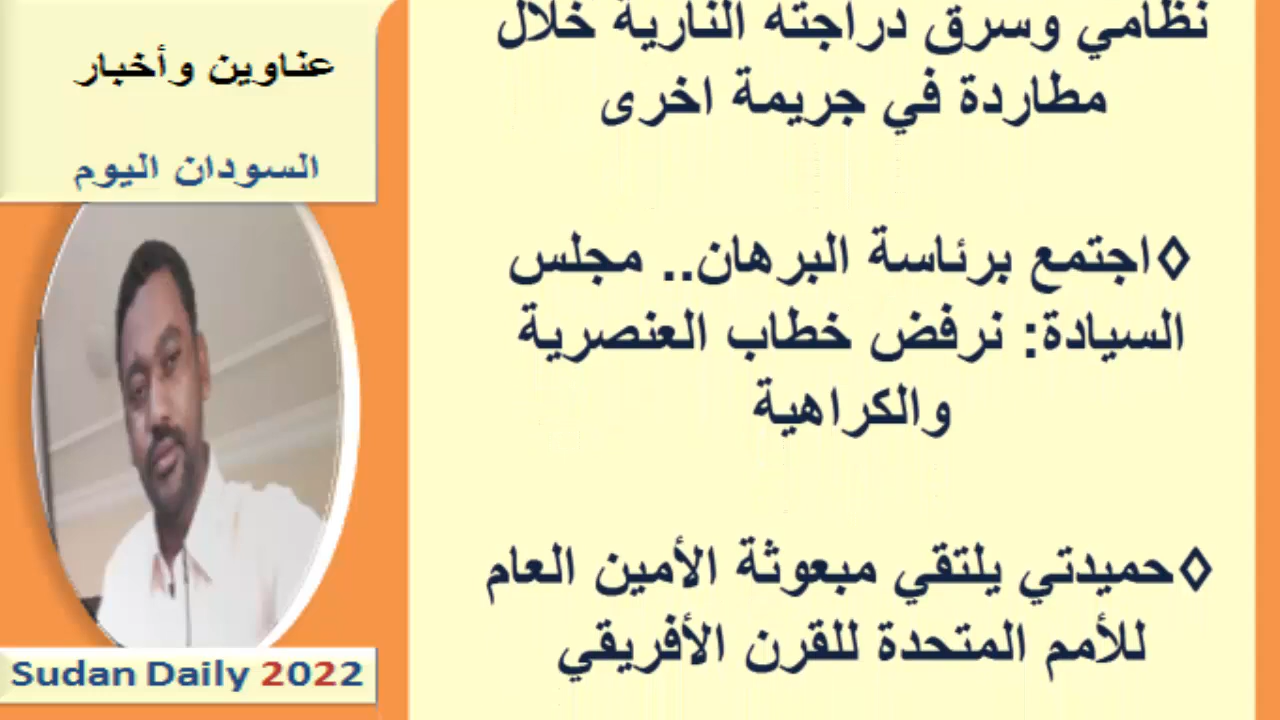 عناوين وأخبار
السودان اليوم
Sudan Daily 2022
نظامي وسرق دراجته النارية خلال
مطاردة في جريمة اخرى
◊اجتمع برئاسة البرهان.. مجلس
السيادة: نرفض خطاب العنصرية
والكراهية
◊حميدتي يلتقي مبعوثة الأمين العام
للأمم المتحدة للقرن الأفريقي